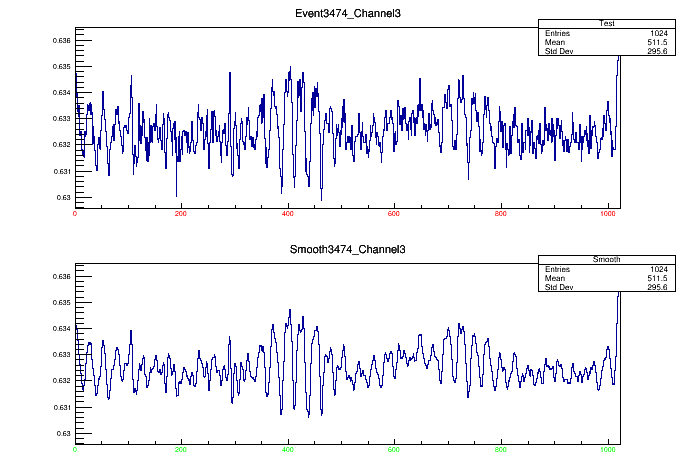 Event3474_Channel3
Test
Entries 1024
Mean 511.5
Std Dev 295.6
0.636
0.635
0.634
0.633
0.632
0.631
0.63
0 200 400 600 800 1000
Smooth3474_Channel3
Smooth
Entries 1024
Mean 511.5
Std Dev 295.6
0.636
0.635
0.634
0.633
0.632
0.631
0.63
0 200 400 600 800 1000